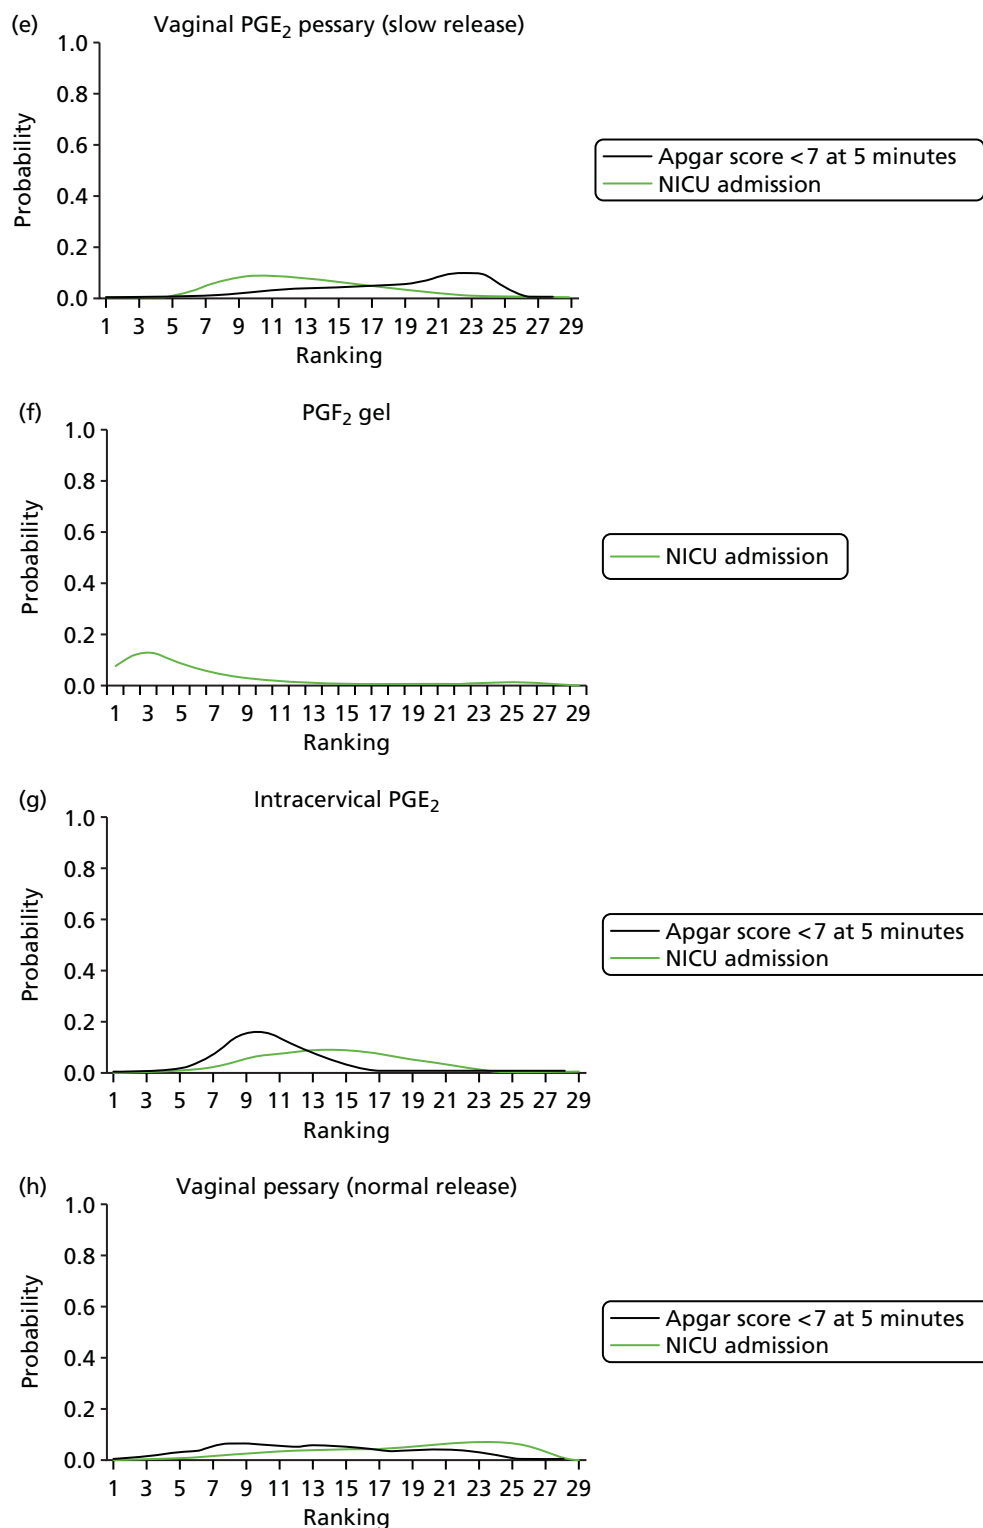 (e) Vaginal PGE2 pessary (slow release)
1.0
0.8
0.6
0.4
0.2
0.0
Probability
1 3 5 7 9 11 13 15 17 19 21 23 25 27 29
Ranking
Apgar score <7 at 5 minutes
NICU admission
(f) PGF2 gel
1.0
0.8
0.6
0.4
0.2
0.0
Probability
1 3 5 7 9 11 13 15 17 19 21 23 25 27 29
Ranking
NICU admission
(g) Intracervical PGE2
1.0
0.8
0.6
0.4
0.2
0.0
Probability
1 3 5 7 9 11 13 15 17 19 21 23 25 27 29
Ranking
Apgar score <7 at 5 minutes
NICU admission
(h) Vaginal pessary (normal release)
1.0
0.8
0.6
0.4
0.2
0.0
Probability
1 3 5 7 9 11 13 15 17 19 21 23 25 27 29
Ranking
Apgar score <7 at 5 minutes
NICU admission